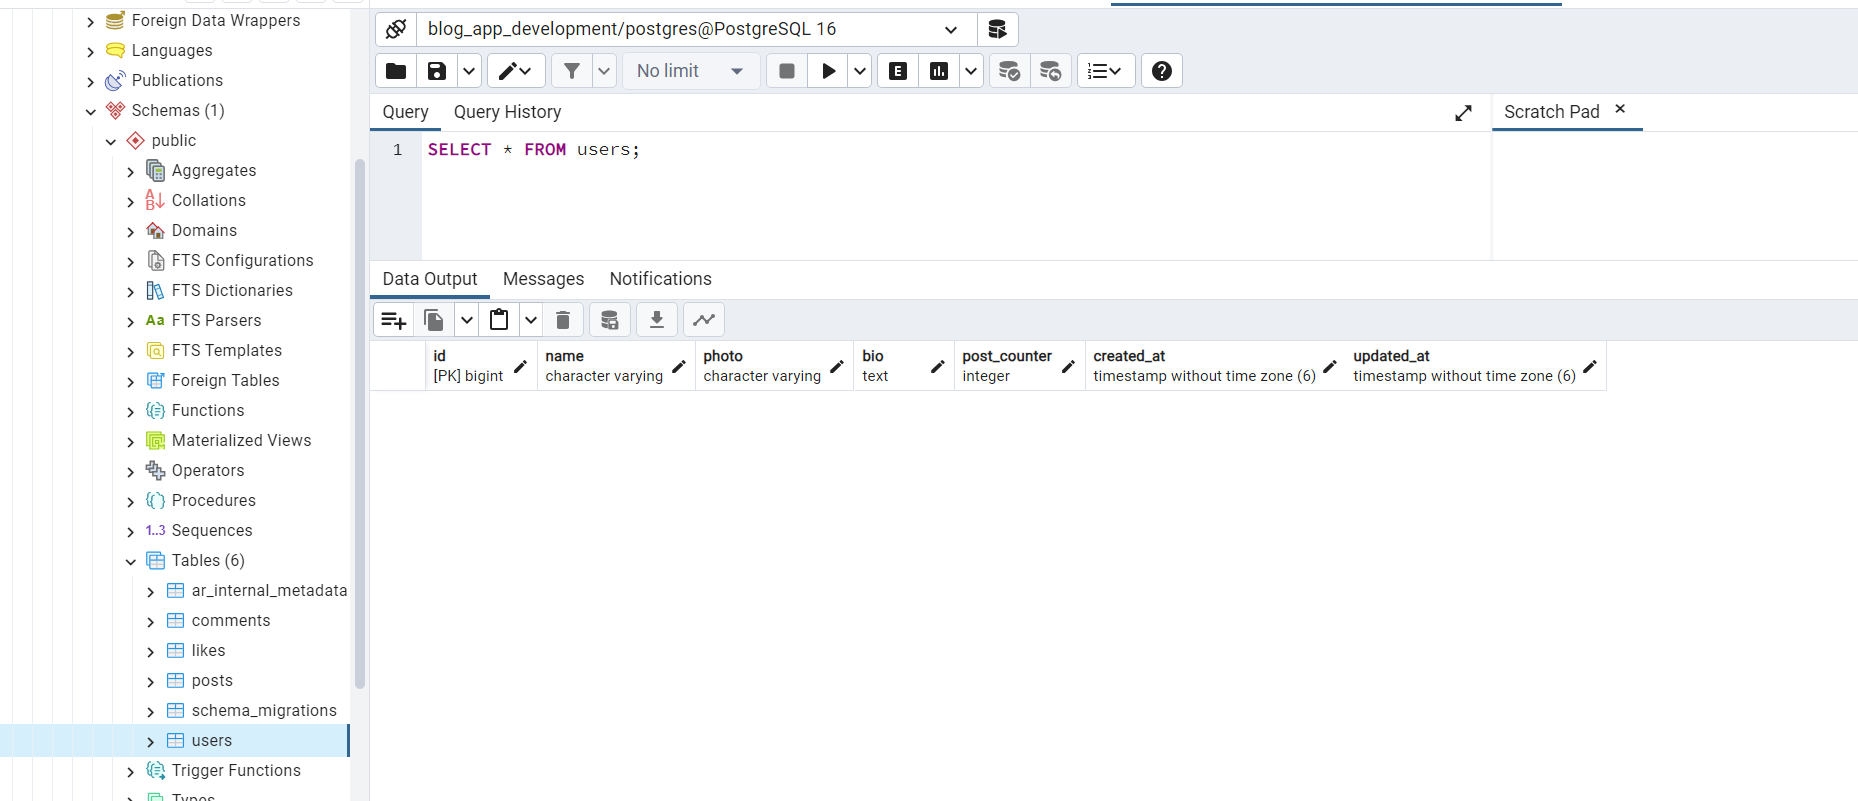 Foreign Data Wrappers
Languages
Publications
Schemas (1)
public
Aggregates
Collations
Domains
FTS Configurations
FTS Dictionaries
Aa FTS Parsers
FTS Templates
Foreign Tables
Functions
Materialized Views
Operators
Procedures
1..3 Sequences
Tables (6)
ar_internal_metadata
comments
likes
posts
schema_migrations
users
Trigger Functions
Types
blog_app_development/postgres@PostgreSQL 16
No limit
E
Query Query History
Scratch Pad
1 SELECT * FROM users;
Data Output Messages Notifications
id name photo bio post_counter created_at updated_at
[PK] bigint character varying character varying text integer timestamp without time zone (6) timestamp without time zone (6)